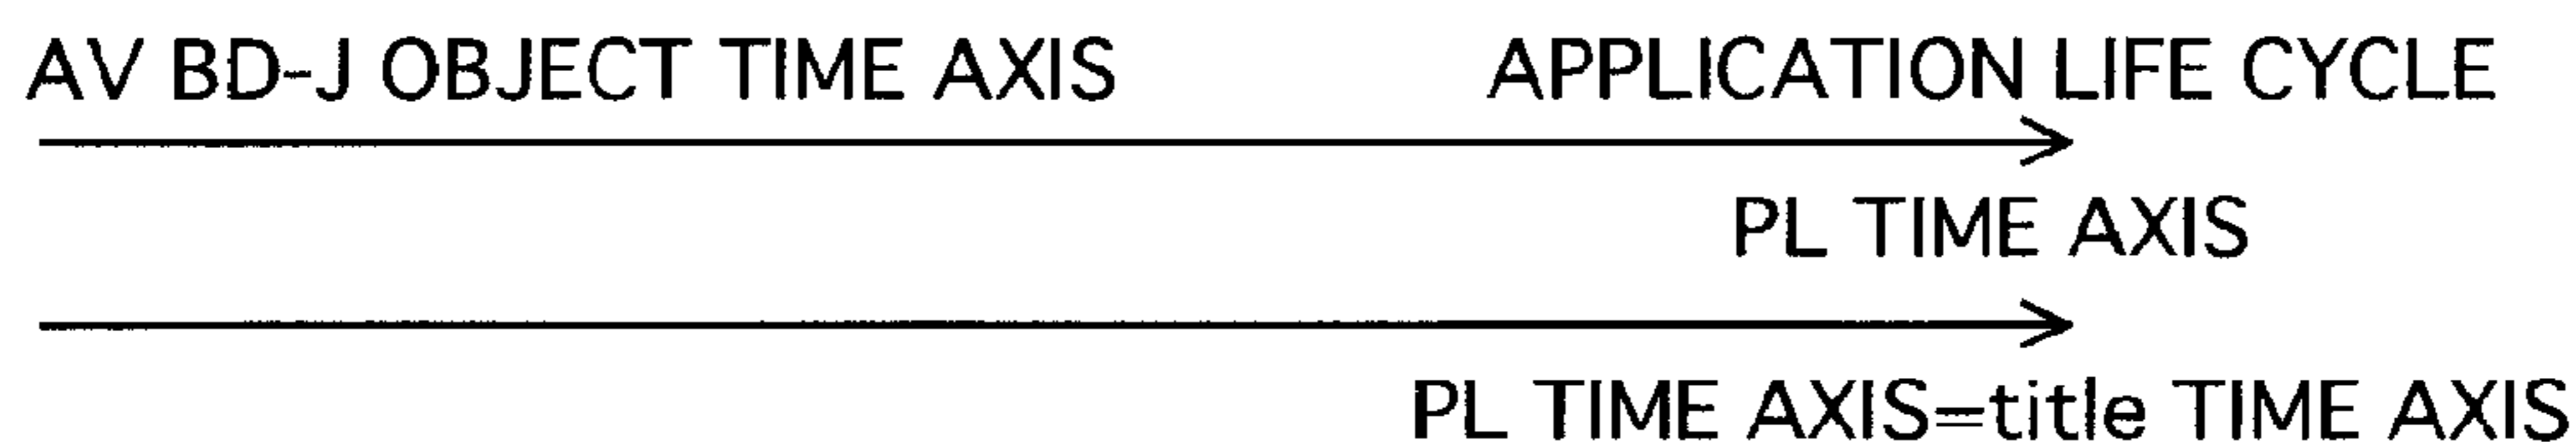 AV BD-J OBJECT TIME AXIS APPLICATION LIFE CYCLE
PL TIME AXIS
PL TIME AXIS=title TIME AXIS